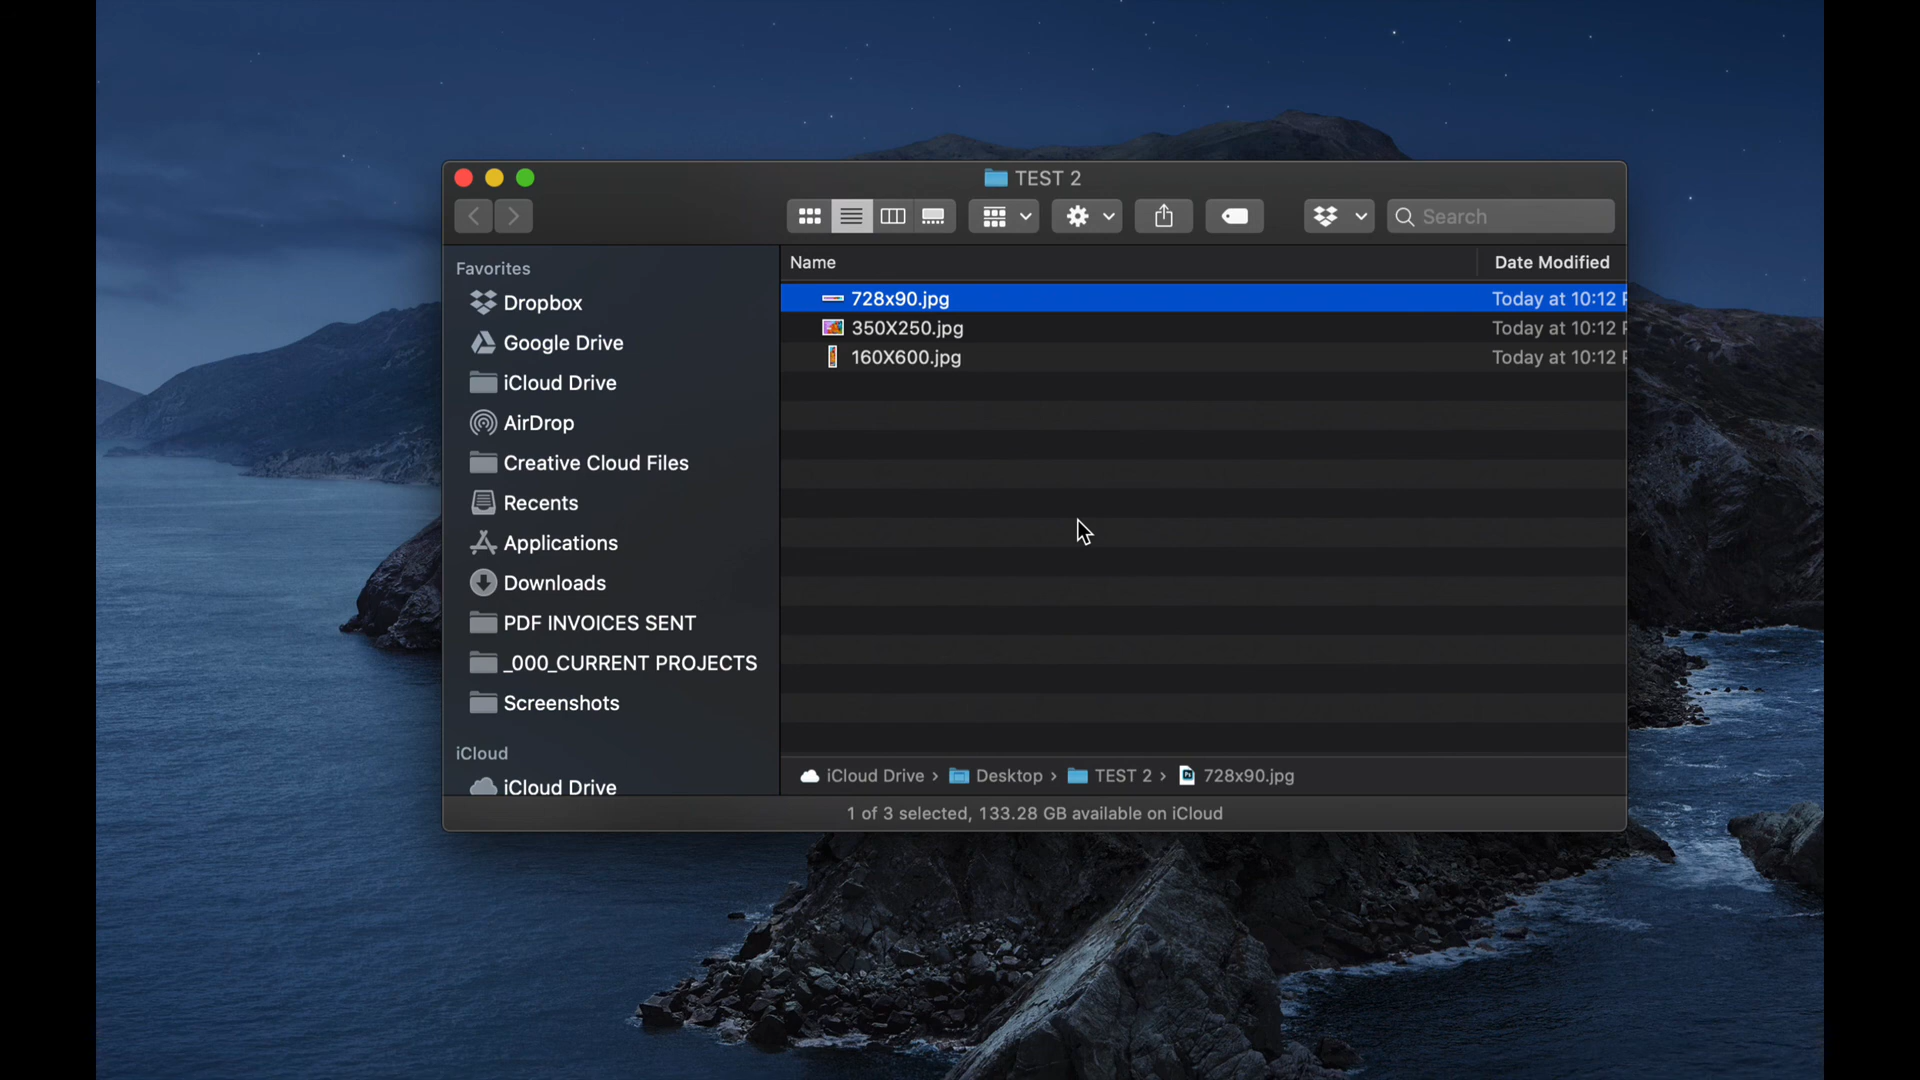 TEST 2
Search
Favorites
Dropbox
Google Drive
iCloud Drive
AirDrop
Creative Cloud Files
Recents
Applications
Downloads
PDF INVOICES SENT
_000_CURRENT PROJECTS
Screenshots
iCloud
iCloud Drive
Name Date Modified
728x90.jpg Today at 10:12
350X250.jpg Today at 10:12
160X600.jpg Today at 10:12
iCloud Drive › Desktop › TEST 2 › 728x90.jpg
1 of 3 selected, 133.28 GB available on iCloud